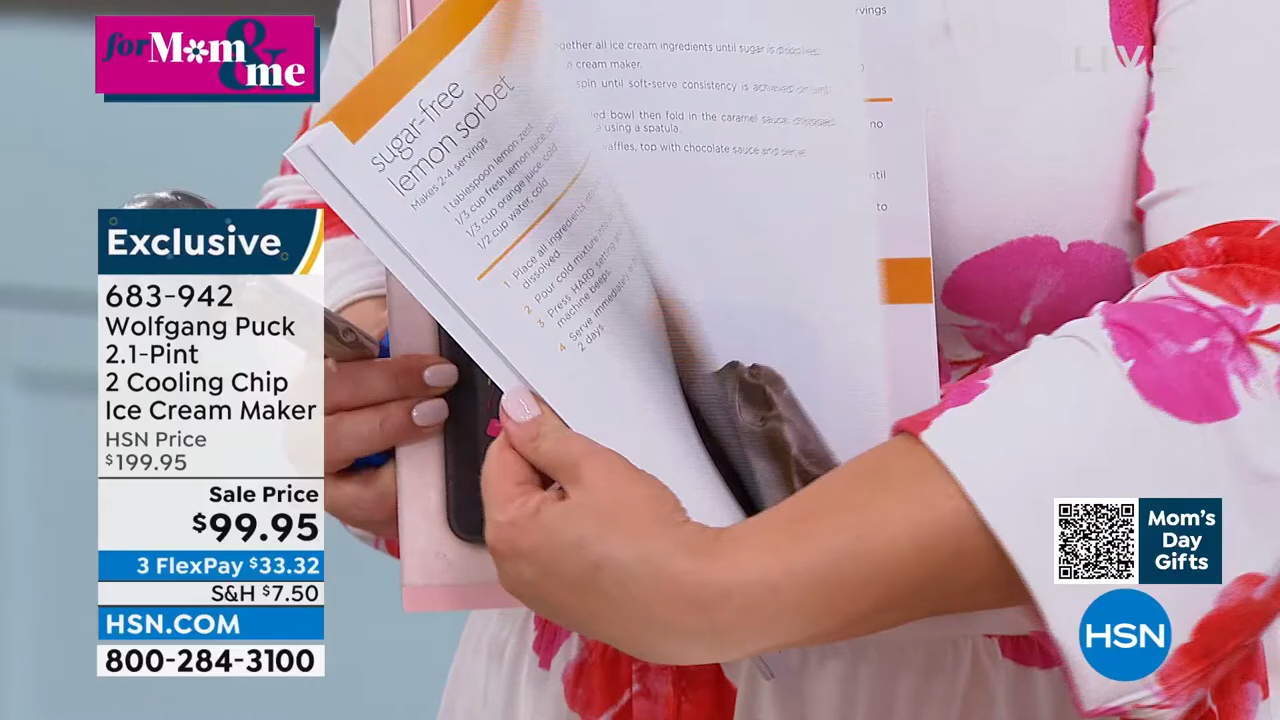 for Mom
&
me
LIVE
Exclusive
683-942
Wolfgang Puck
2.1-Pint
2 Cooling Chip
Ice Cream Maker
HSN Price
$199.95
Sale Price
$99.95
3 FlexPay $33.32
S&H $7.50
HSN.COM
800-284-3100
sugar-free
lemon sorbet
Makes 2-4 servings
1 tablespoon lemon zest
1/3 cup fresh lemon juice, cold
1/3 cup orange juice, cold
1/2 cup water, cold
1 Place all ingredients
dissolved
2 Pour cold mixture
3 Press HARD setting
machine beeps.
4 Serve immediately
2 days
gether all ice cream ingredients until sugar is dissolved.
cream maker.
spin until soft-serve consistency is achieved or until
bowl then fold in the caramel sauce,
using a spatula.
waffles, top with chocolate sauce and serve.
Mom's
Day
Gifts
HSN